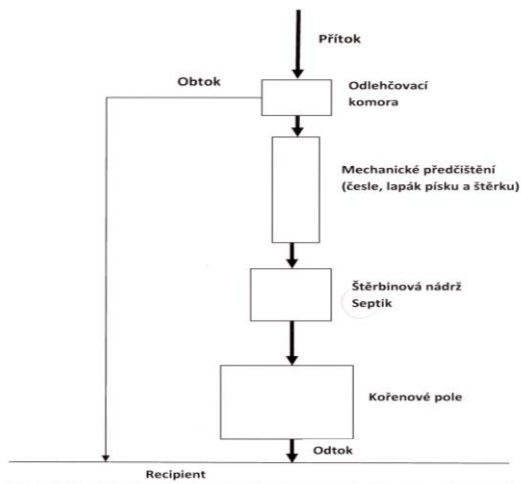 Přítok
Obtok
Odlehčovací
komora
Mechanické předčištění
(česle, lapák písku a štěrku)
Štěrbinová nádrž
Septik
Kořenové pole
Odtok
Recipient